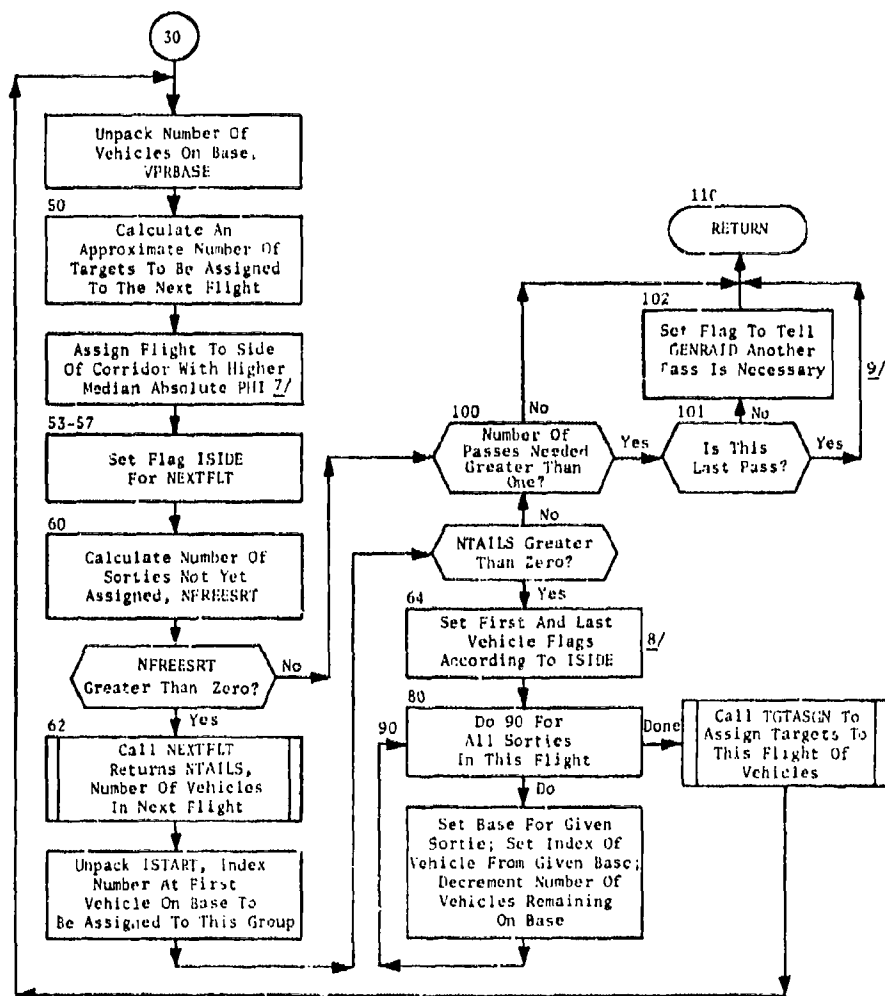 30
Unpack Number Of
Vehicles On Base,
VPRBASE
50
Calculate An
Approximate Number Of
Targets To Be Assigned
To The Next Flight
Assign Flight To Side
Of Corridor With Higher
Median Absolute PHI 7/
53-57
Set Flag ISIDE
For NEXTFLT
60
Calculate Number Of
Sorties Not Yet
Assigned, NFREESRT
NFREESRT
Greater Than Zero?
No
Yes
62
Call NEXTFLT
Returns NTAILS,
Number Of Vehicles
In Next Flight
Unpack ISTART, Index
Number At First
Vehicle On Base To
Be Assigned To This Group
110
RETURN
102
Set Flag To Tell
GENRAID Another
Pass Is Necessary
9/
100
No
Number Of
Passes Needed
Greater Than
One?
Yes
101
No
Is This
Last Pass?
Yes
No
NTAILS Greater
Than Zero?
Yes
64
Set First And Last
Vehicle Flags
According To ISIDE
8/
80
90
Do 90 For
All Sorties
In This Flight
Done
Call TGTASGN To
Assign Targets To
This Flight Of
Vehicles
Do
Set Base For Given
Sortie; Set Index Of
Vehicle From Given Base;
Decrement Number Of
Vehicles Remaining
On Base